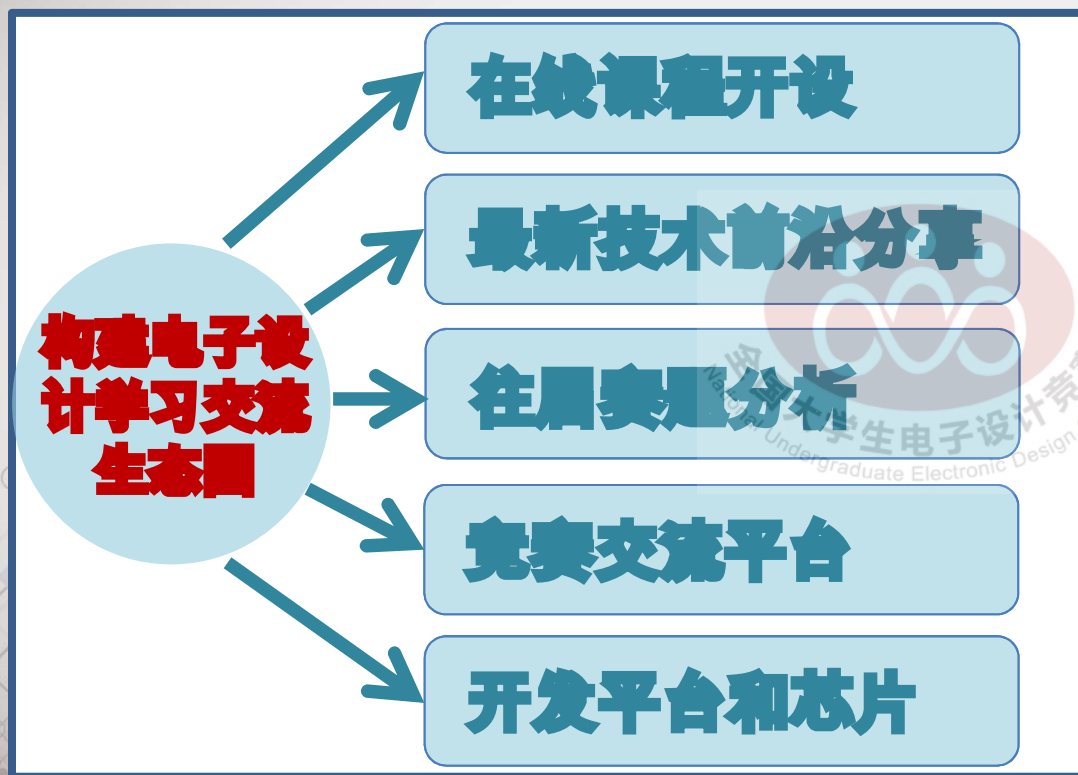 在线课程开设
最新技术前沿分享
构建电子设
计学习交流
生态圈
往届赛题分析
竞赛交流平台
开发平台和芯片
全国大学生电子设计竞
National Undergraduate Electronic Design